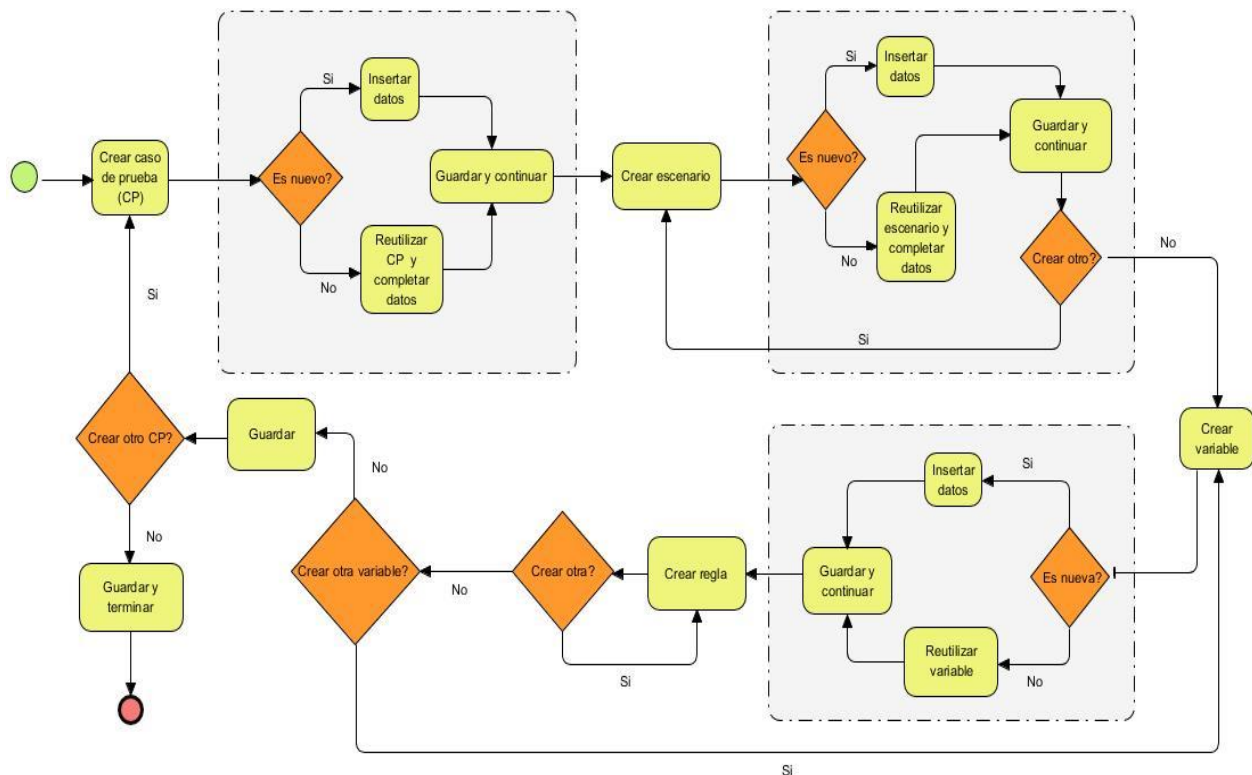 Crear caso
de prueba
(CP)
Es nuevo?
Si
Insertar
datos
No
Reutilizar
CP y
completar
datos
Guardar y continuar
Crear escenario
Es nuevo?
Si
Insertar
datos
No
Reutilizar
escenario y
completar
datos
Guardar y
continuar
Crear otro?
Si
No
Crear
variable
Es nueva?
Si
Insertar
datos
No
Reutilizar
variable
Guardar y
continuar
Crear regla
Crear otra?
Si
No
Crear otra variable?
Si
No
Guardar
Crear otro CP?
Si
No
Guardar y
terminar